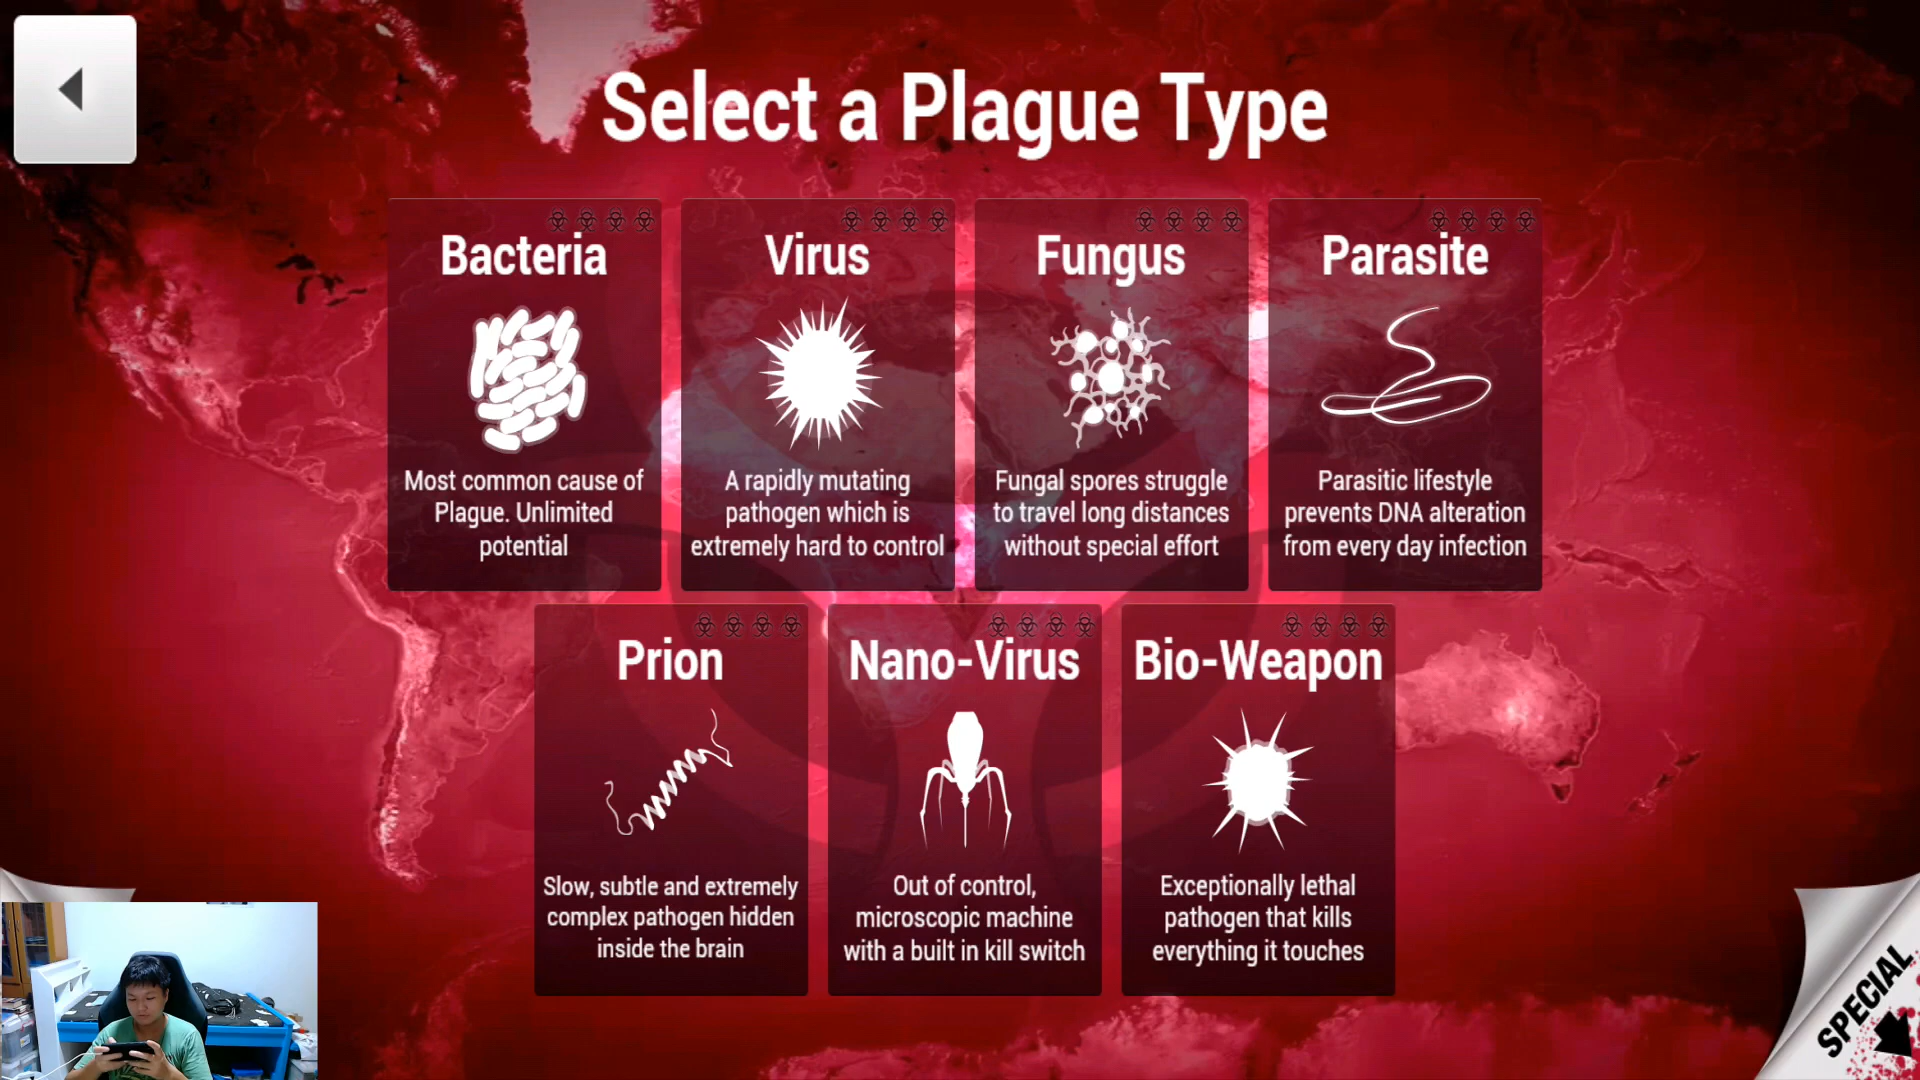 Select a Plague Type
Bacteria
Most common cause of
Plague. Unlimited
potential
Virus
A rapidly mutating
pathogen which is
extremely hard to control
Fungus
Fungal spores struggle
to travel long distances
without special effort
Parasite
Parasitic lifestyle
prevents DNA alteration
from every day infection
Prion
Slow, subtle and extremely
complex pathogen hidden
inside the brain
Nano-Virus
Out of control,
microscopic machine
with a built in kill switch
Bio-Weapon
Exceptionally lethal
pathogen that kills
everything it touches
SPECIAL